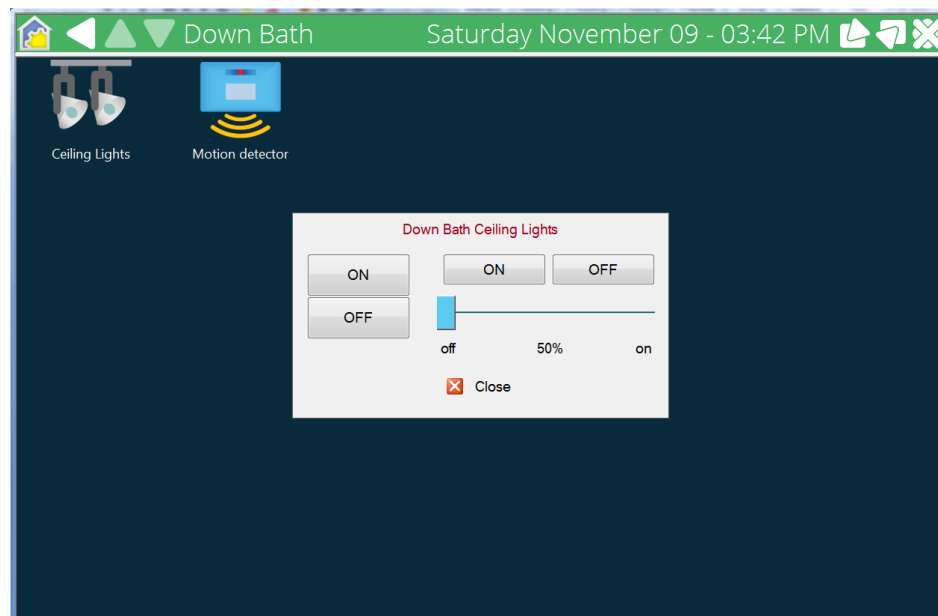 Down Bath Saturday November 09 - 03:42 PM
Ceiling Lights Motion detector
Down Bath Ceiling Lights
ON ON OFF
OFF
off 50% on
Close